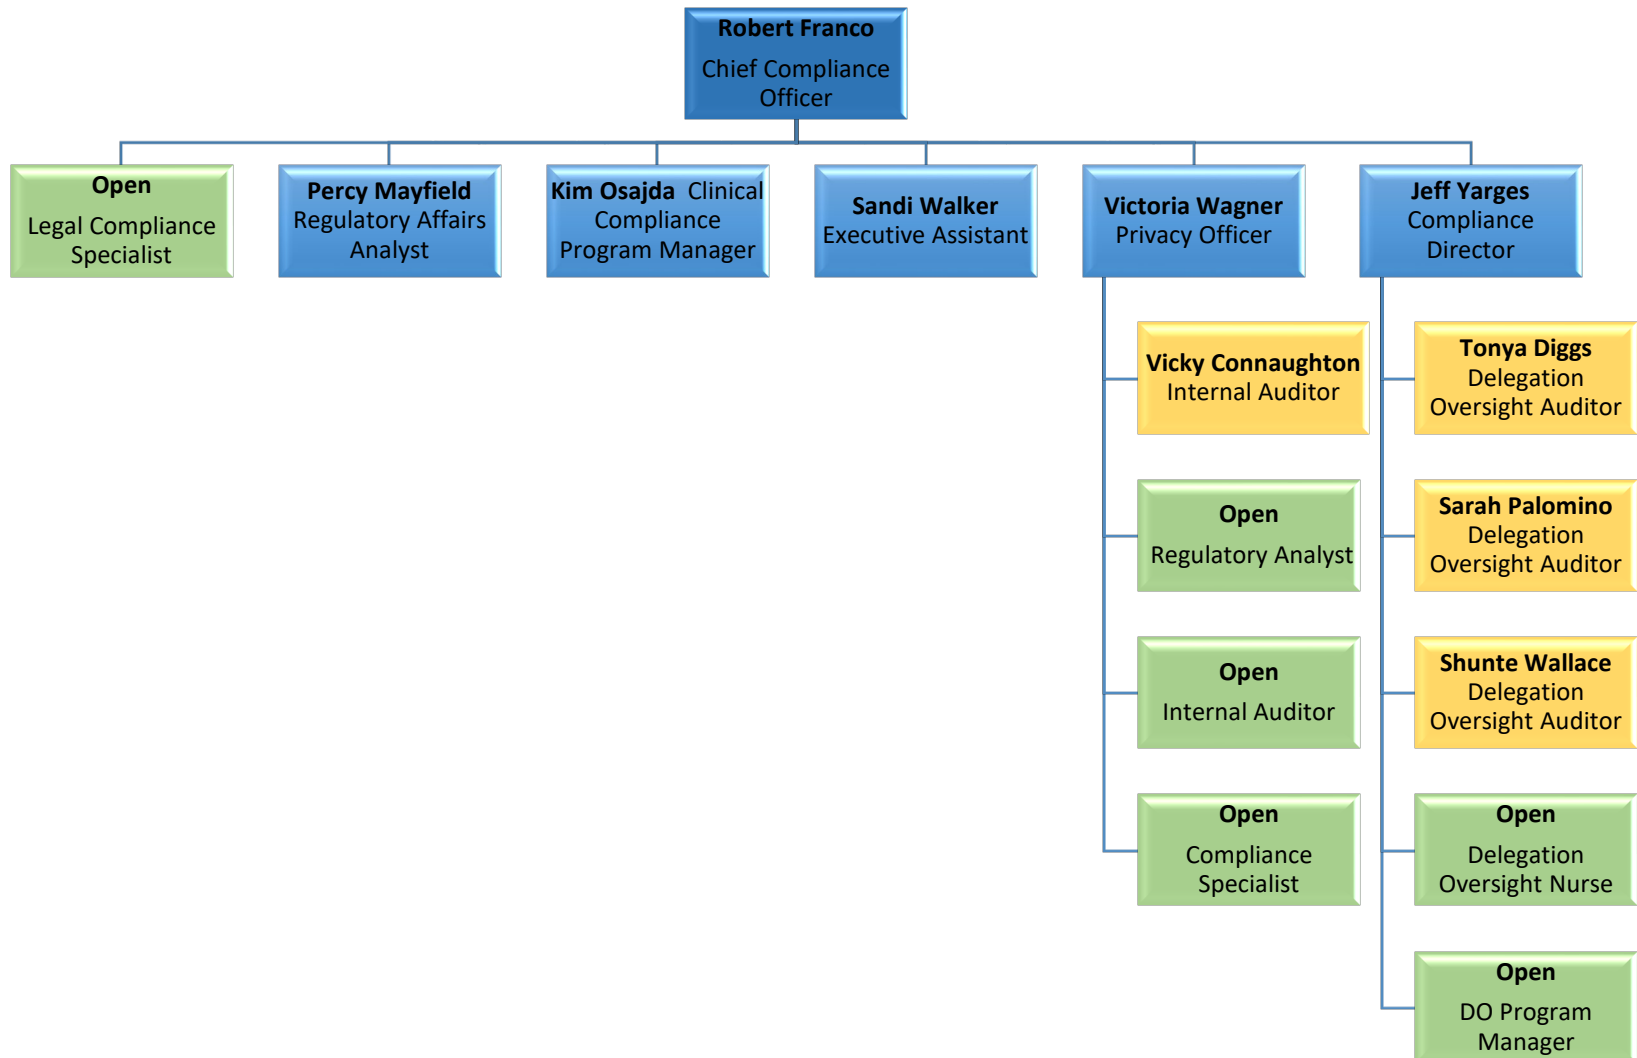 Robert Franco
Chief Compliance
Officer
Open
Legal Compliance
Specialist
Percy Mayfield
Regulatory Affairs
Analyst
Kim Osajda Clinical
Compliance
Program Manager
Sandi Walker
Executive Assistant
Victoria Wagner
Privacy Officer
Jeff Yarges
Compliance
Director
Vicky Connaughton
Internal Auditor
Open
Regulatory Analyst
Open
Internal Auditor
Open
Compliance
Specialist
Tonya Diggs
Delegation
Oversight Auditor
Sarah Palomino
Delegation
Oversight Auditor
Shunte Wallace
Delegation
Oversight Auditor
Open
Delegation
Oversight Nurse
Open
DO Program
Manager